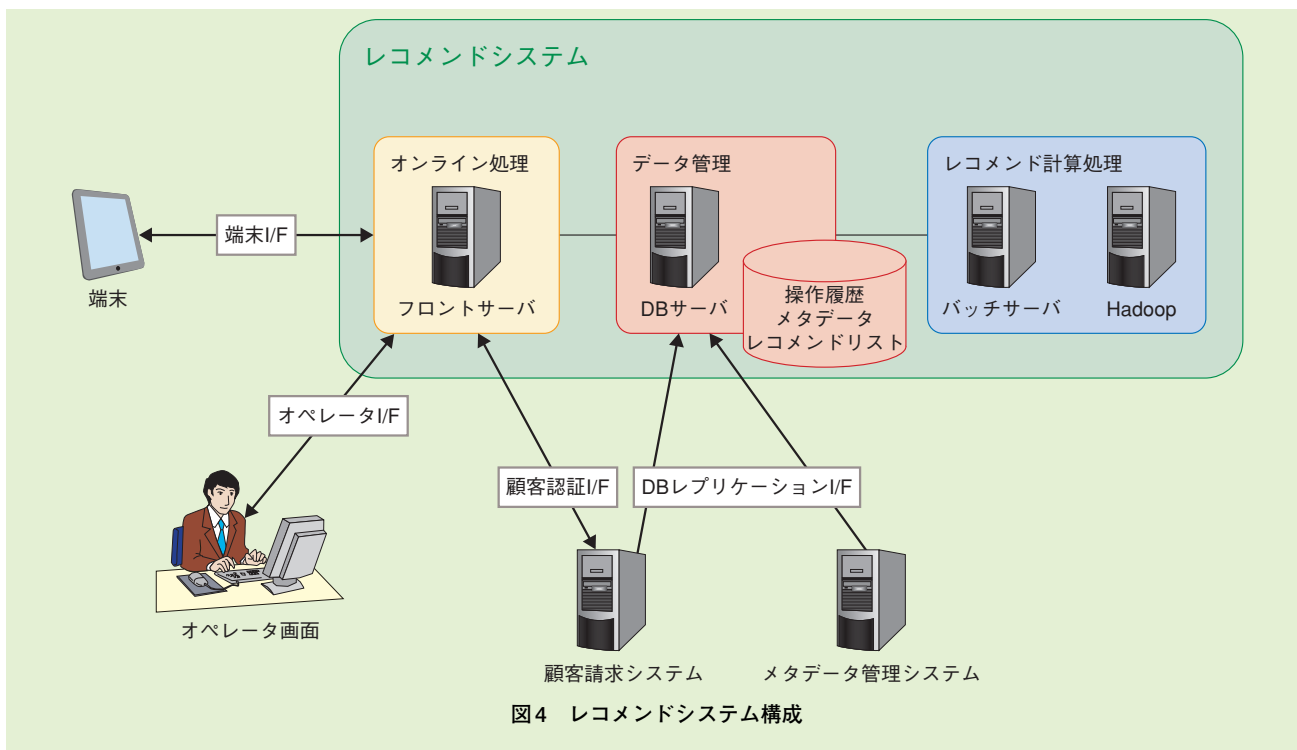 レコメンドシステム
オンライン処理
データ管理
レコメンド計算処理
端末I/F
端末
フロントサーバ
DBサーバ
操作履歴
メタデータ
レコメンドリスト
バッチサーバ
Hadoop
オペレータI/F
顧客認証I/F
DBレプリケーションI/F
オペレータ画面
顧客請求システム
メタデータ管理システム
図4 レコメンドシステム構成